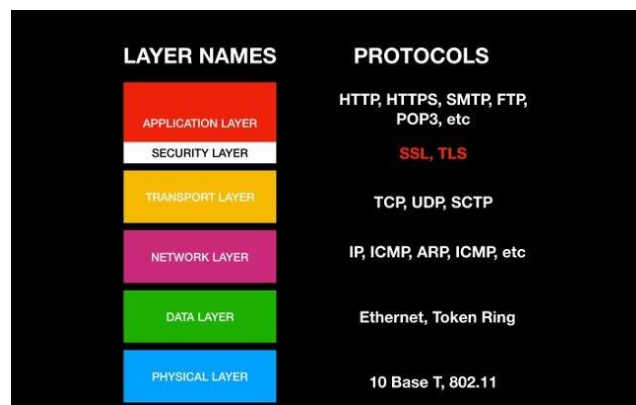 LAYER NAMES PROTOCOLS
APPLICATION LAYER HTTP, HTTPS, SMTP, FTP,
POP3, etc
SECURITY LAYER SSL, TLS
TRANSPORT LAYER TCP, UDP, SCTP
NETWORK LAYER IP, ICMP, ARP, ICMP, etc
DATA LAYER Ethernet, Token Ring
PHYSICAL LAYER 10 Base T, 802.11